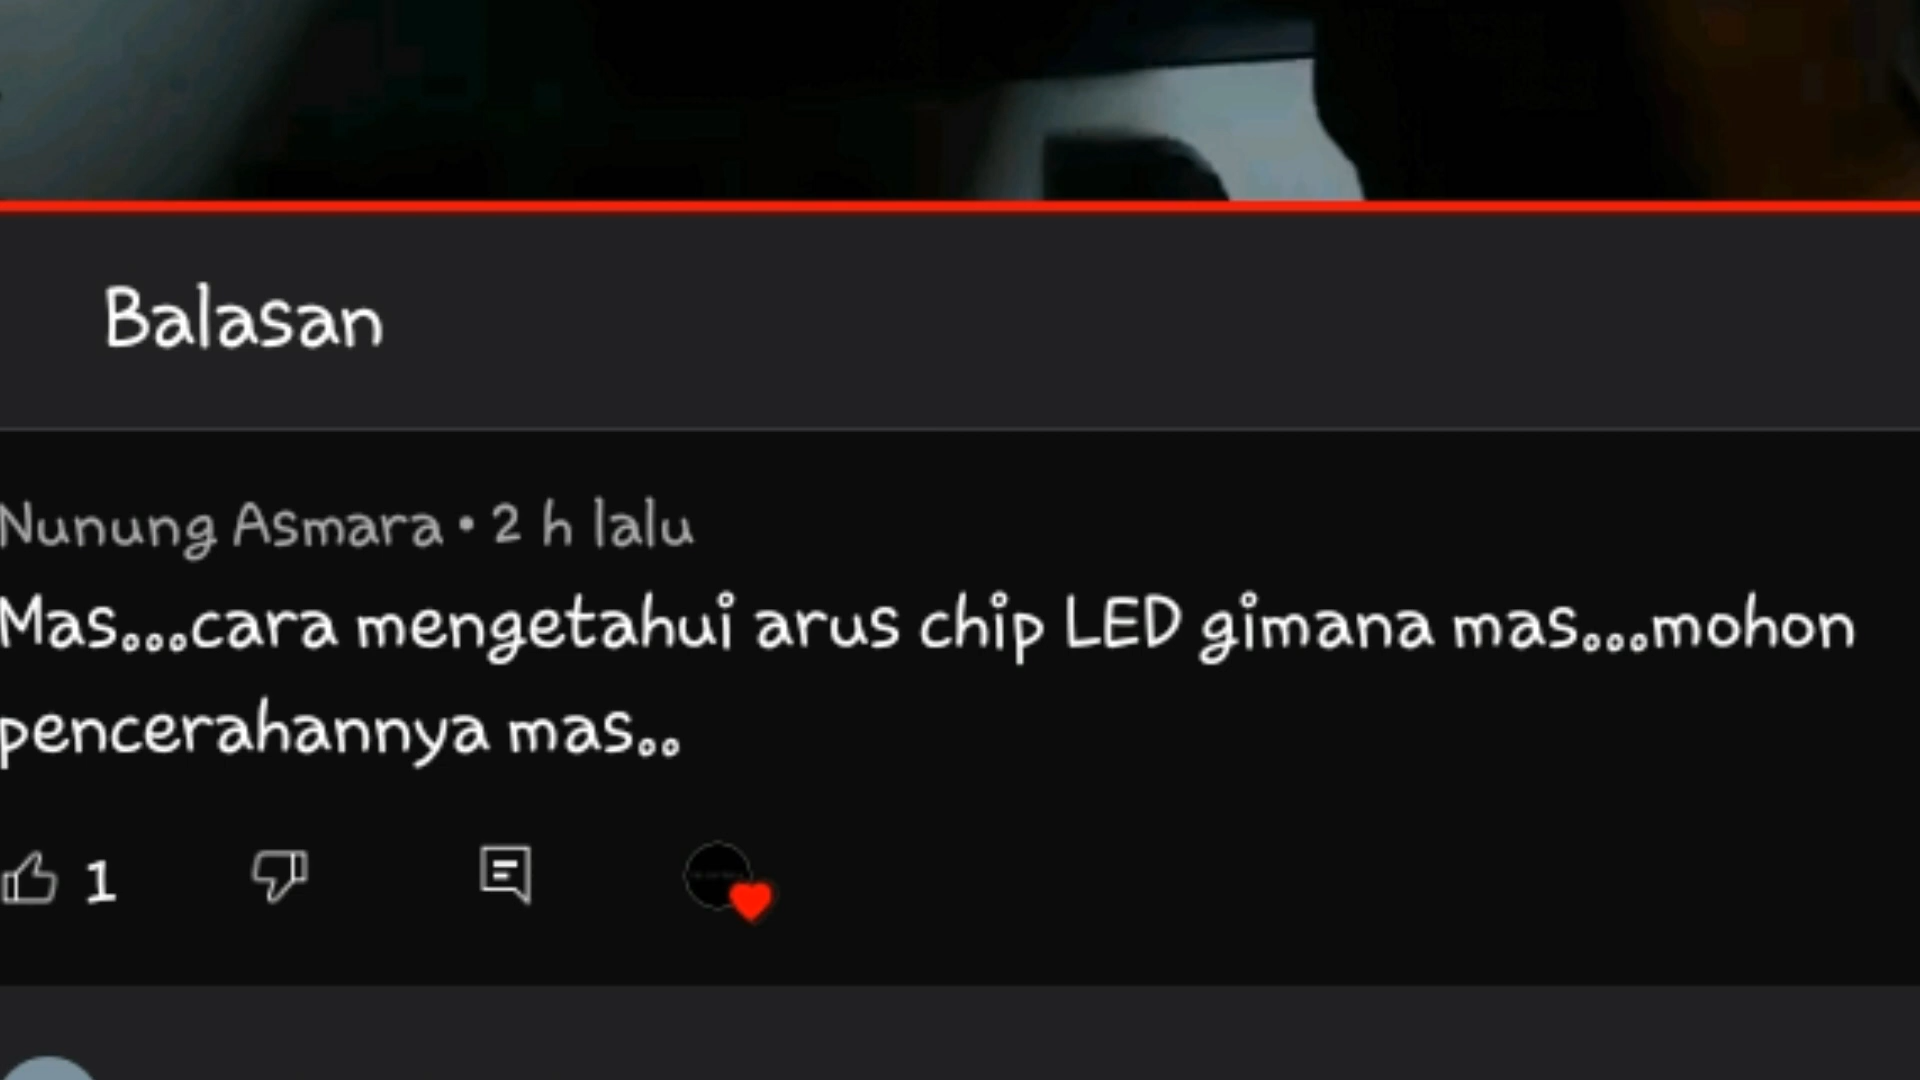 Balasan
Nunung Asmara • 2 h lalu
Mas...cara mengetahui arus chip LED gimana mas...mohon
pencerahannya mas..
1